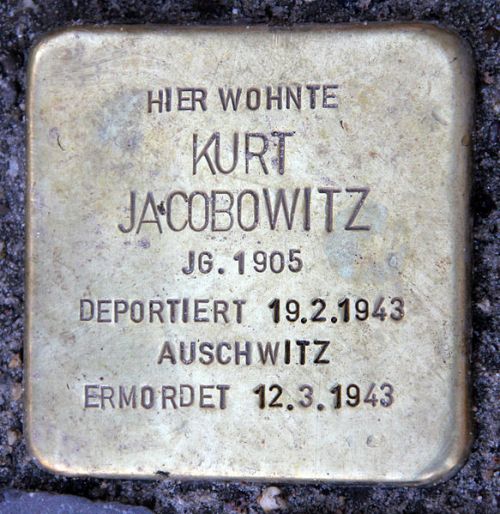 HIER WOHNTE
KURT
JACOBOWITZ
JG. 1905
DEPORTIERT 19.2.1943
AUSCHWITZ
ERMORDET 12.3.1943